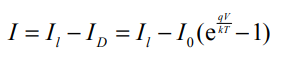 I = I_l − I_D = I_l − I_0(e^{qV/kT} − 1)